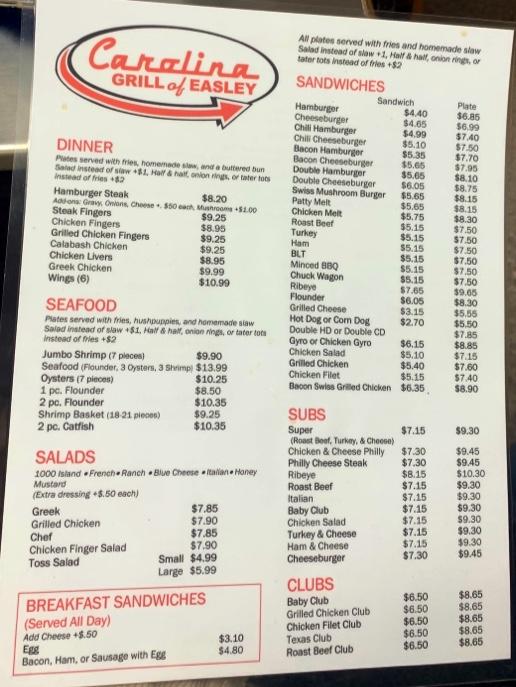 Carolina
GRILL of EASLEY
DINNER
Plates served with fries, homemade slaw, and a buttered bun
Salad instead of slaw +$1, Half & half, onion rings, or tater tots
instead of fries +$2
Hamburger Steak $8.20
Add-ons: Gravy, Onions, Cheese +. $50 each, Mushrooms +$1.00
Steak Fingers $9.25
Chicken Fingers $8.95
Grilled Chicken Fingers $9.25
Calabash Chicken $9.25
Chicken Livers $8.95
Greek Chicken $9.99
Wings (6) $10.99
SEAFOOD
Plates served with fries, hushpuppies, and homemade slaw
Salad instead of slaw +$1, Half & half, onion rings, or tater tots
instead of fries +$2
Jumbo Shrimp (7 pieces) $9.90
Seafood (Flounder, 3 Oysters, 3 Shrimp) $13.99
Oysters (7 pieces) $10.25
1 pc. Flounder $8.50
2 pc. Flounder $10.35
Shrimp Basket (18-21 pieces) $9.25
2 pc. Catfish $10.35
SALADS
1000 Island • French • Ranch • Blue Cheese • Italian • Honey
Mustard
(Extra dressing +$.50 each)
Greek $7.85
Grilled Chicken $7.90
Chef $7.85
Chicken Finger Salad $7.90
Toss Salad Small $4.99
Large $5.99
BREAKFAST SANDWICHES
(Served All Day)
Add Cheese +$.50
Egg $3.10
Bacon, Ham, or Sausage with Egg $4.80
All plates served with fries and homemade slaw
Salad instead of slaw +1, Half & half, onion rings, or
tater tots instead of fries +$2
SANDWICHES
Sandwich Plate
Hamburger $4.40 $6.85
Cheeseburger $4.65 $6.99
Chili Hamburger $4.99 $7.40
Chili Cheeseburger $5.10 $7.50
Bacon Hamburger $5.35 $7.70
Bacon Cheeseburger $5.65 $7.95
Double Hamburger $5.65 $8.10
Double Cheeseburger $6.05 $8.75
Swiss Mushroom Burger $5.65 $8.15
Patty Melt $5.65 $8.15
Chicken Melt $5.75 $8.30
Roast Beef $5.15 $7.50
Turkey $5.15 $7.50
Ham $5.15 $7.50
BLT $5.15 $7.50
Minced BBQ $5.15 $7.50
Chuck Wagon $5.15 $7.50
Ribeye $7.65 $9.65
Flounder $6.05 $8.30
Grilled Cheese $3.15 $5.55
Hot Dog or Corn Dog $2.70 $5.50
Double HD or Double CD $7.85
Gyro or Chicken Gyro $6.15 $8.85
Chicken Salad $5.10 $7.15
Grilled Chicken $5.40 $7.60
Chicken Filet $5.15 $7.40
Bacon Swiss Grilled Chicken $6.35 $8.90
SUBS
Super $7.15 $9.30
(Roast Beef, Turkey, & Cheese)
Chicken & Cheese Philly $7.30 $9.45
Philly Cheese Steak $7.30 $9.45
Ribeye $8.15 $10.30
Roast Beef $7.15 $9.30
Italian $7.15 $9.30
Baby Club $7.15 $9.30
Chicken Salad $7.15 $9.30
Turkey & Cheese $7.15 $9.30
Ham & Cheese $7.15 $9.30
Cheeseburger $7.30 $9.45
CLUBS
Baby Club $6.50 $8.65
Grilled Chicken Club $6.50 $8.65
Chicken Filet Club $6.50 $8.65
Texas Club $6.50 $8.65
Roast Beef Club $6.50 $8.65